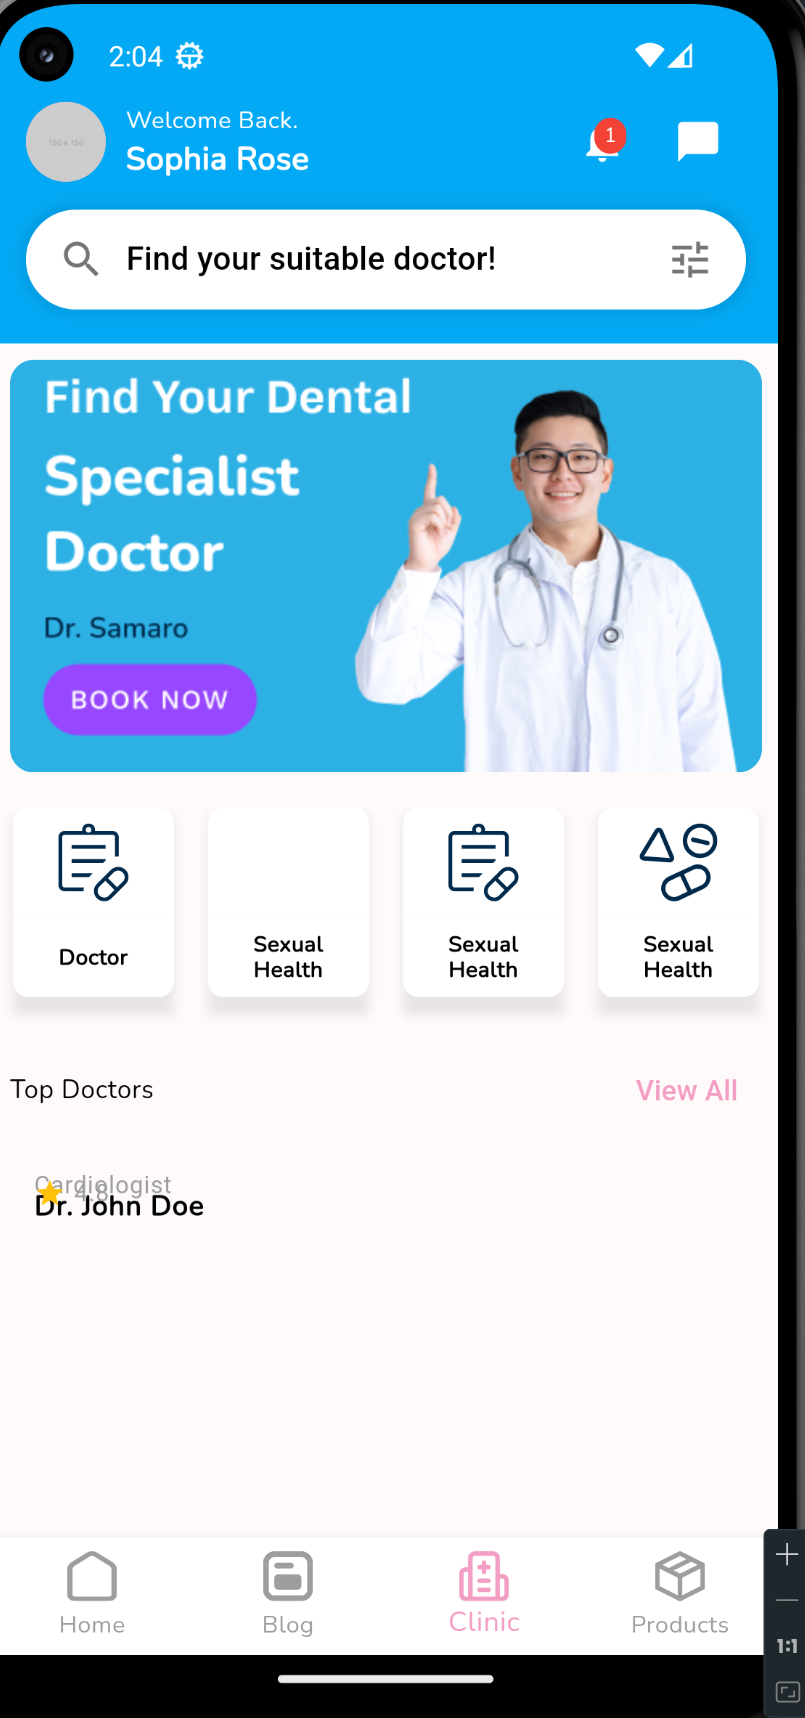 2:04
Welcome Back.
150 x 150
Sophia Rose
1
Find your suitable doctor!
Find Your Dental
Specialist
Doctor
Dr. Samaro
BOOK NOW
Doctor
Sexual
Health
Sexual
Health
Sexual
Health
Top Doctors
View All
Cardiologist
4.8
Dr. John Doe
Home
Blog
Clinic
Products
1:1